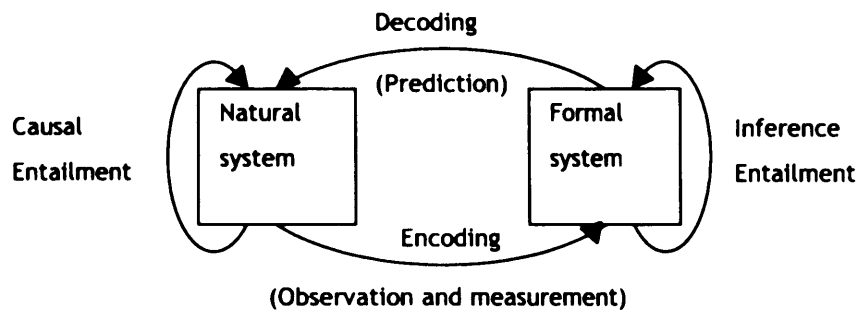 Decoding
(Prediction)
Causal
Entailment
Natural
system
Formal
system
Inference
Entailment
Encoding
(Observation and measurement)